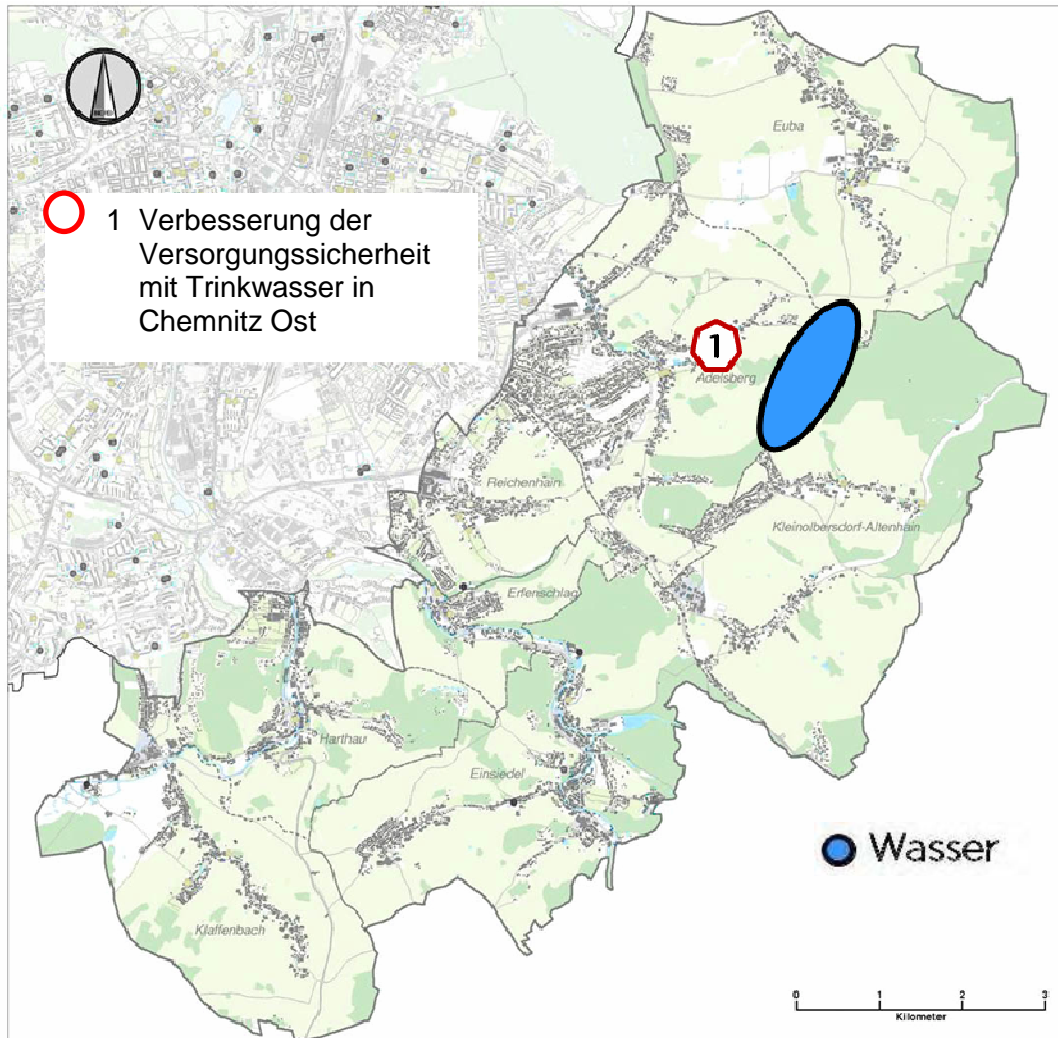 1 Verbesserung der
Versorgungssicherheit
mit Trinkwasser in
Chemnitz Ost
Euba
1
Adelsberg
Reichenhain
Kleinolbersdorf-Altenhain
Erfenschlag
Harthau
Einsiedel
Wasser
Klaffenbach
0 1 2 3
Kilometer